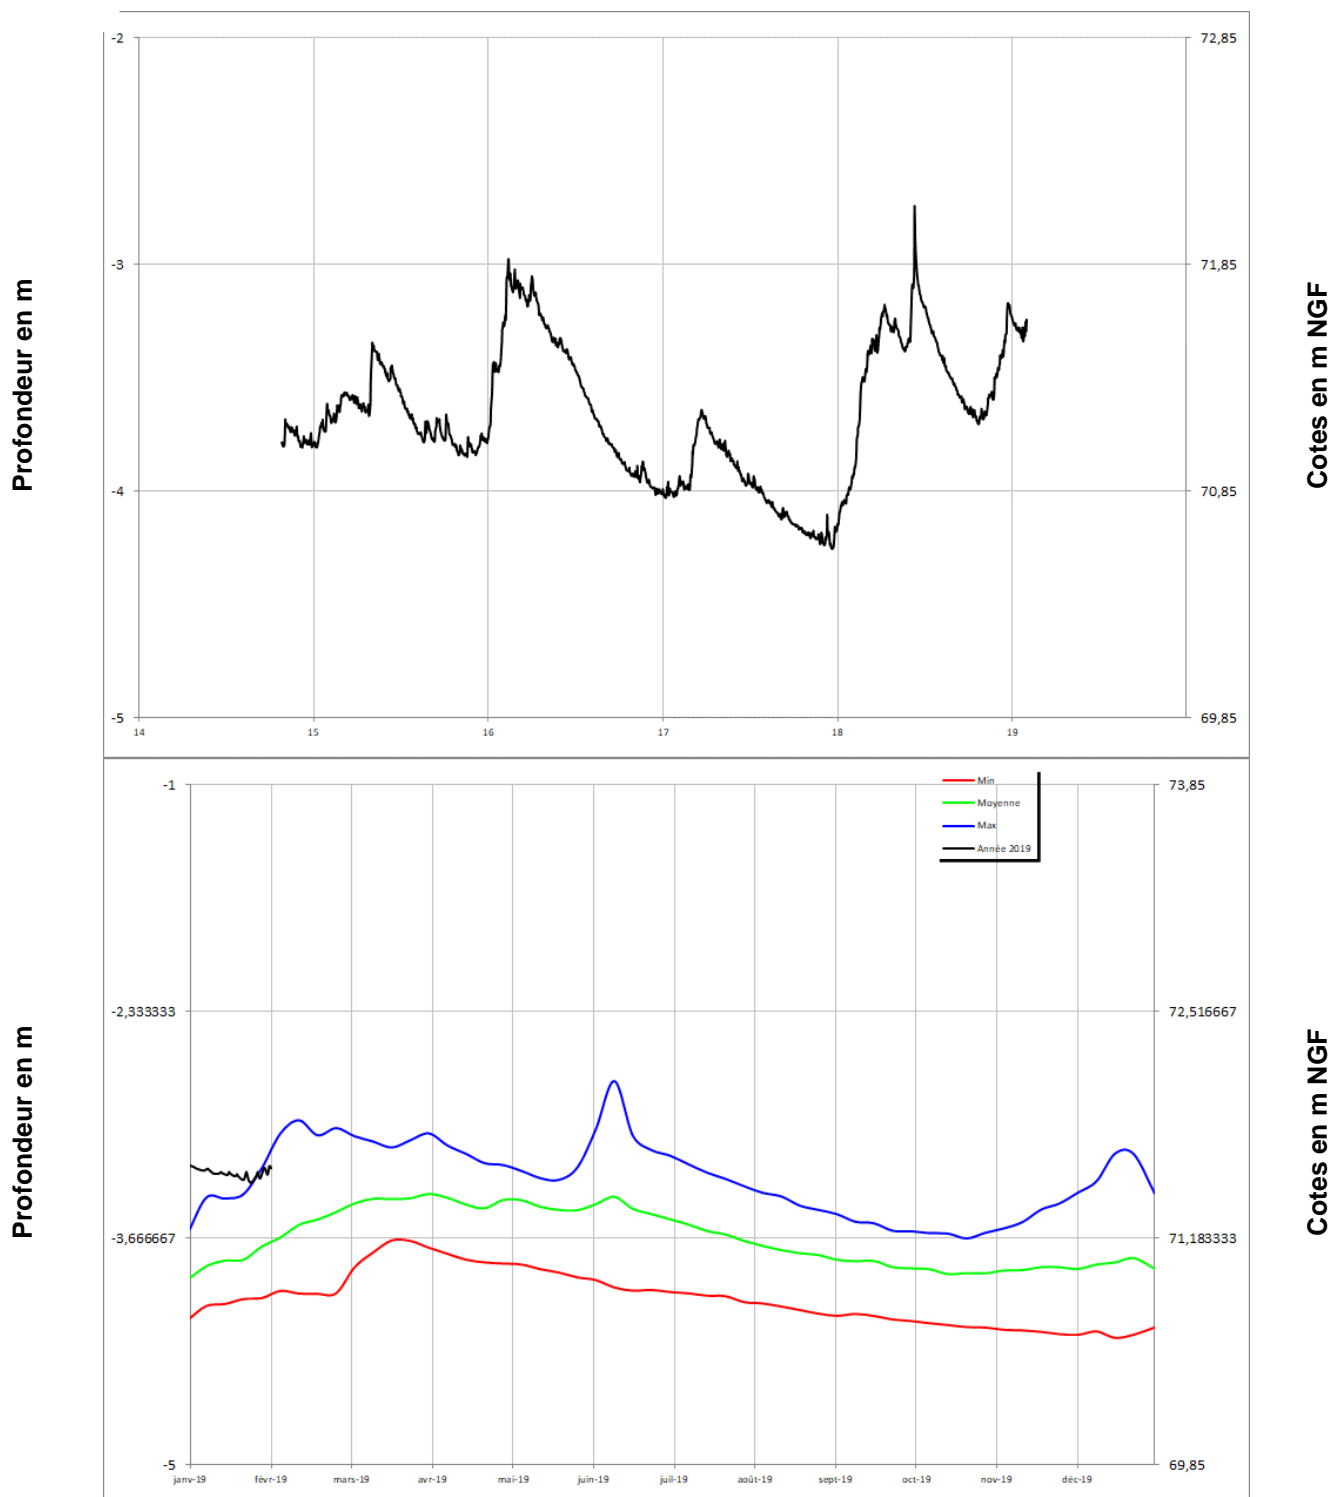 -2
72,85
-3
71,85
Profondeur en m
Cotes en m NGF
-4
70,85
-5
69,85
14
15
16
17
18
19
-1
73,85
Min
Moyenne
Max
Année 2019
-2,333333
72,516667
Profondeur en m
Cotes en m NGF
-3,666667
71,183333
-5
69,85
janv-19
févr-19
mars-19
avr-19
mai-19
juin-19
juil-19
août-19
sept-19
oct-19
nov-19
déc-19